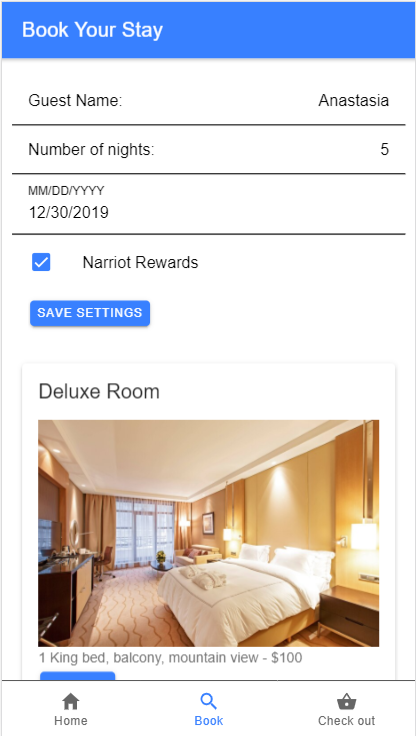 Book Your Stay
Guest Name: Anastasia
Number of nights: 5
MM/DD/YYYY
12/30/2019
Narriot Rewards
SAVE SETTINGS
Deluxe Room
1 King bed, balcony, mountain view - $100
Home Book Check out